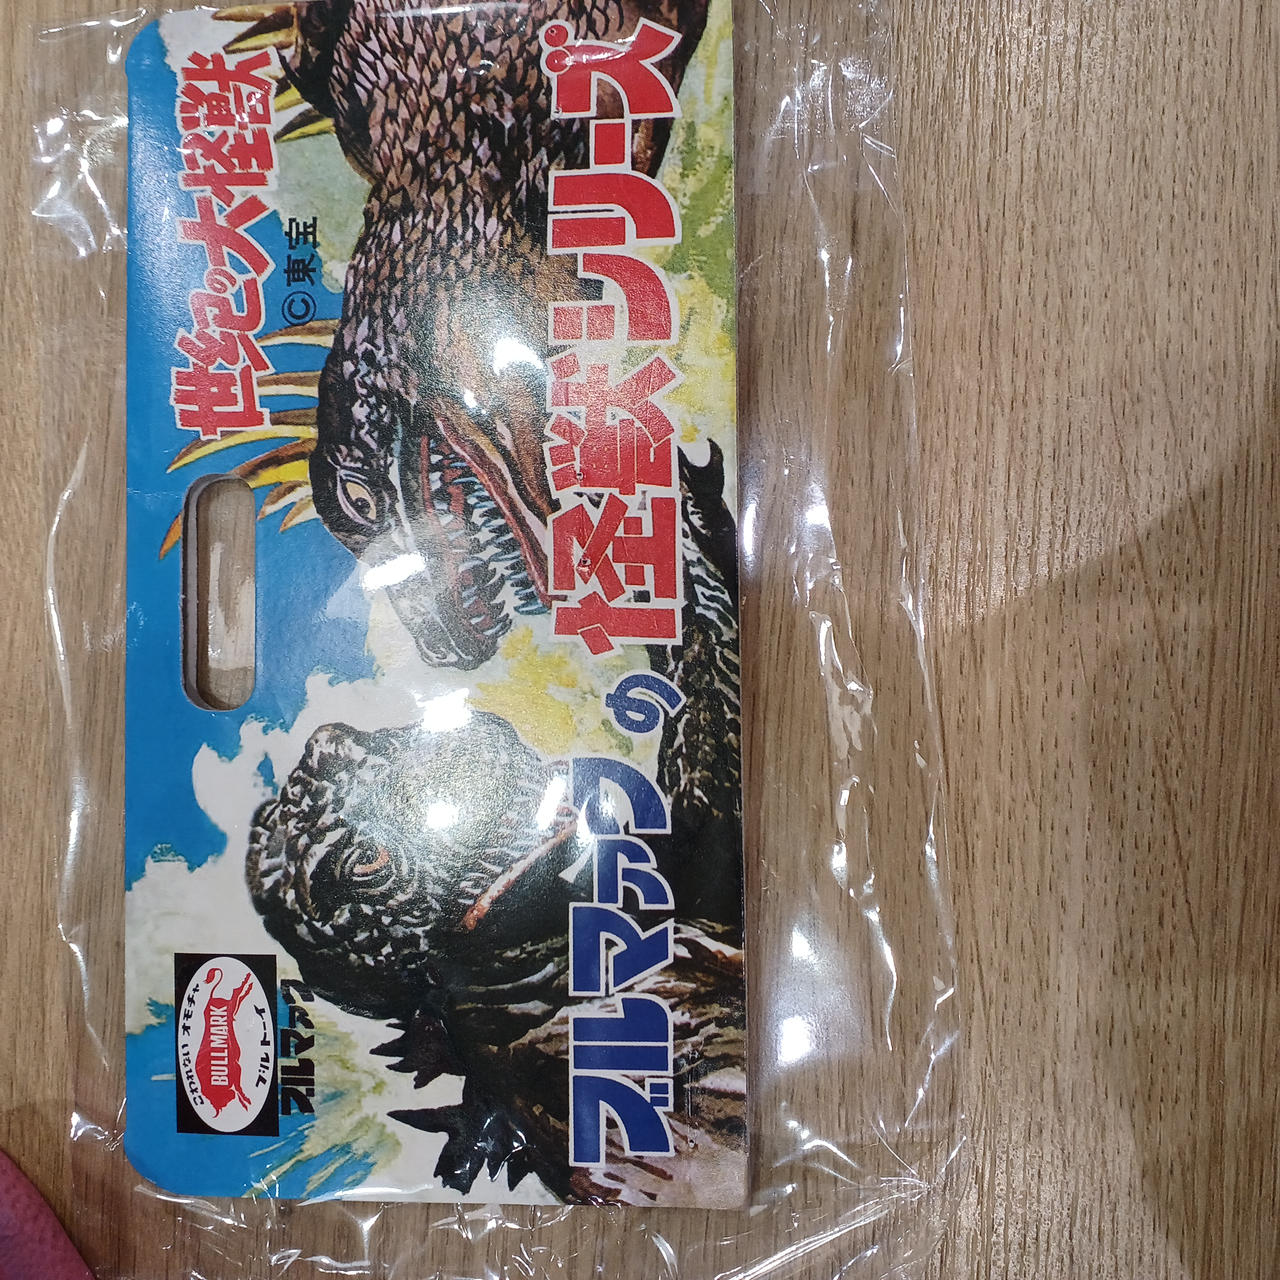 世紀の大怪獣
©東宝
こわれない オモチャ
BULLMARK
ブルトーイ
ブルマァク
ブルマァクの怪獣シリーズ